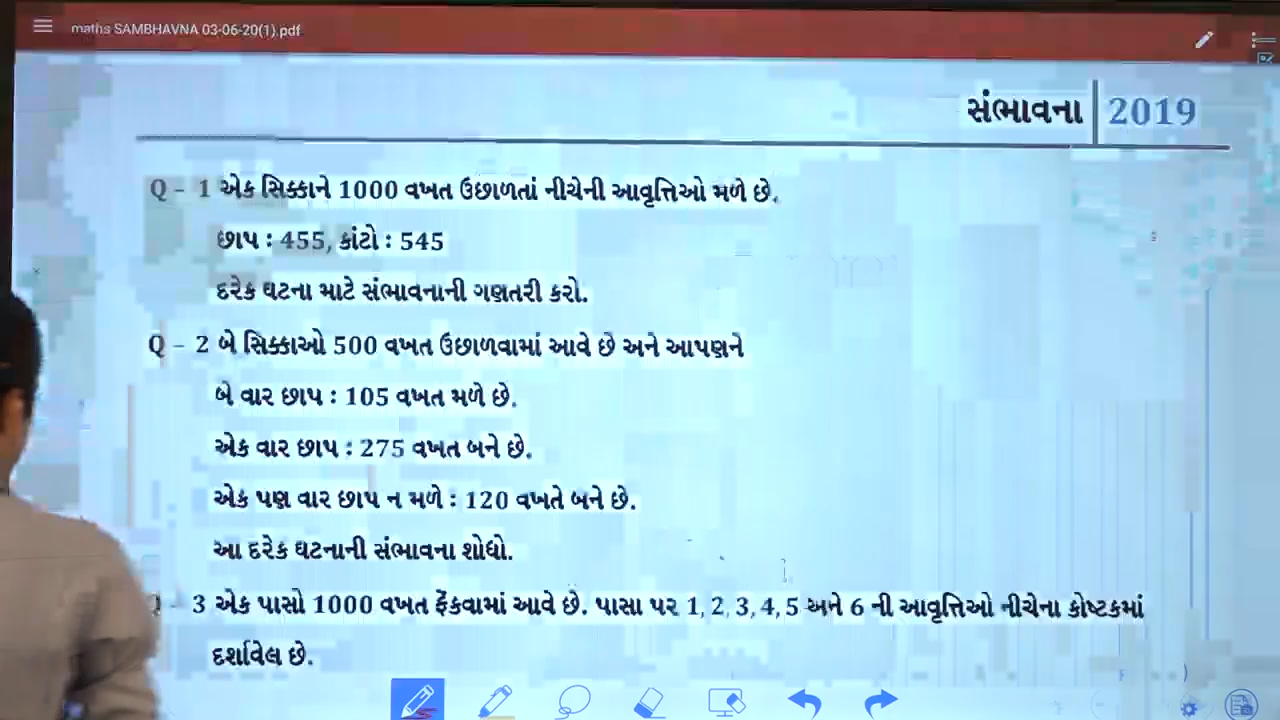 maths SAMBHAVNA 03-06-20(1).pdf
સંભાવના 2019
Q - 1 એક સિક્કાને 1000 વખત ઉછાળતાં નીચેની આવૃત્તિઓ મળે છે.
છાપ : 455, કાંટો : 545
દરેક ઘટના માટે સંભાવનાની ગણતરી કરો.
Q - 2 બે સિક્કાઓ 500 વખત ઉછાળવામાં આવે છે અને આપણને
બે વાર છાપ : 105 વખત મળે છે.
એક વાર છાપ : 275 વખત બને છે.
એક પણ વાર છાપ ન મળે : 120 વખતે બને છે.
આ દરેક ઘટનાની સંભાવના શોધો.
- 3 એક પાસો 1000 વખત ફેંકવામાં આવે છે. પાસા પર 1, 2, 3, 4, 5 અને 6 ની આવૃત્તિઓ નીચેના કોષ્ટકમાં
દર્શાવેલ છે.